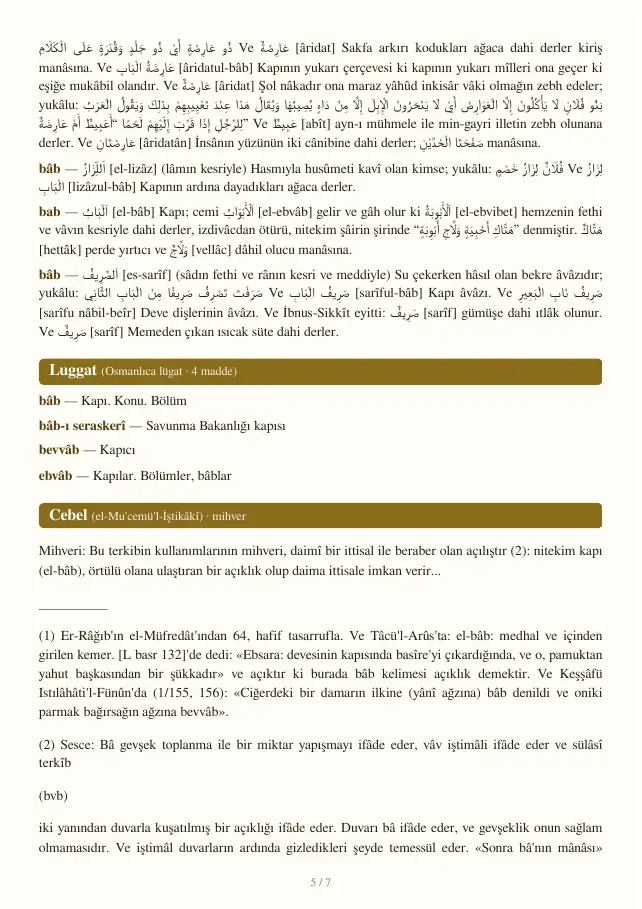 ذُو عَارِضَةٍ أَيْ ذُو جَلْدٍ وَقُدْرَةٍ عَلَى الْكَلَامِ Ve عَارِضَةٌ [âridat] Sakfa arkırı kodukları ağaca dahi derler kiriş
manâsına. Ve عَارِضَةُ الْبَابِ [âridatul-bâb] Kapının yukarı çerçevesi ki kapının yukarı mîlleri ona geçer ki
eşiğe mukâbil olandır. Ve عَارِضَةٌ [âridat] Şol nâkadır ona maraz yâhûd inkisâr vâki olmağın zebh edeler;
yukâlu: بَنُو فُلَانٍ لَا يَأْكُلُونَ إِلَّا الْعَوَارِضَ أَيْ لَا يَنْحَرُونَ الْإِبِلَ إِلَّا مِنْ دَاءٍ يُصِيبُهَا وَيُقَالُ هَذَا عِنْدَ تَعْيِيبِهِمْ بِذَلِكَ وَيَقُولُ الْعَرَبُ
لِلرَّجُلِ إِذَا قَرَّبَ إِلَيْهِمْ لَحْمًا “أَعَبِيطٌ أَمْ عَارِضَةٌ” Ve عَبِيطٌ [abît] ayn-ı mühmele ile min-gayri illetin zebh olunana
derler. Ve عَارِضَتَانِ [âridatân] İnsânın yüzünün iki cânibine dahi derler; صَفْحَتَا الْخَدَّيْنِ manâsına.
bâb — اَللِّزَازُ [el-lizâz] (lâmın kesriyle) Hasmıyla husûmeti kavî olan kimse; yukâlu: فُلَانٌ لِزَازُ خَصْمٍ Ve لِزَازُ
الْبَابِ [lizâzul-bâb] Kapının ardına dayadıkları ağaca derler.
bab — اَلْبَابُ [el-bâb] Kapı; cemi اَلْأَبْوَابُ [el-ebvâb] gelir ve gâh olur ki اَلْأَبْوِبَةُ [el-ebvibet] hemzenin fethi
ve vâvın kesriyle dahi derler, izdivâcdan ötürü, nitekim şâirin şirinde “هَتَّاكِ أَخْبِيَةٍ وَلَّاجِ أَبْوِبَةٍ” denmiştir. هَتَّاكٌ
[hettâk] perde yırtıcı ve وَلَّاجٌ [vellâc] dâhil olucu manâsına.
bâb — اَلصَّرِيفُ [es-sarîf] (sâdın fethi ve rânın kesri ve meddiyle) Su çekerken hâsıl olan bekre âvâzıdır;
yukâlu: صَرَفَتْ تَصْرِفُ صَرِيفًا مِنَ الْبَابِ الثَّانِي Ve صَرِيفُ الْبَابِ [sarîful-bâb] Kapı âvâzı. Ve صَرِيفُ نَابِ الْبَعِيرِ
[sarîfu nâbil-beîr] Deve dişlerinin âvâzı. Ve İbnus-Sikkît eyitti: صَرِيفٌ [sarîf] gümüşe dahi ıtlâk olunur.
Ve صَرِيفٌ [sarîf] Memeden çıkan ısıcak süte dahi derler.
Luggat (Osmanlıca lügat · 4 madde)
bâb — Kapı. Konu. Bölüm
bâb-ı seraskerî — Savunma Bakanlığı kapısı
bevvâb — Kapıcı
ebvâb — Kapılar. Bölümler, bâblar
Cebel (el-Mu'cemü'l-İştikâkî) · mihver
Mihveri: Bu terkibin kullanımlarının mihveri, daimî bir ittisal ile beraber olan açılıştır (2): nitekim kapı
(el-bâb), örtülü olana ulaştıran bir açıklık olup daima ittisale imkan verir...
(1) Er-Râğıb'ın el-Müfredât'ından 64, hafif tasarrufla. Ve Tâcü'l-Arûs'ta: el-bâb: medhal ve içinden
girilen kemer. [L basr 132]'de dedi: «Ebsara: devesinin kapısında basîre'yi çıkardığında, ve o, pamuktan
yahut başkasından bir şükkadır» ve açıktır ki burada bâb kelimesi açıklık demektir. Ve Keşşâfü
Istılâhâti'l-Fünûn'da (1/155, 156): «Ciğerdeki bir damarın ilkine (yânî ağzına) bâb denildi ve oniki
parmak bağırsağın ağzına bevvâb».
(2) Sesce: Bâ gevşek toplanma ile bir miktar yapışmayı ifâde eder, vâv iştimâli ifâde eder ve sülâsî
terkîb
(bvb)
iki yanından duvarla kuşatılmış bir açıklığı ifâde eder. Duvarı bâ ifâde eder, ve gevşeklik onun sağlam
olmamasıdır. Ve iştimâl duvarların ardında gizledikleri şeyde temessül eder. «Sonra bâ'nın mânâsı»
5 / 7